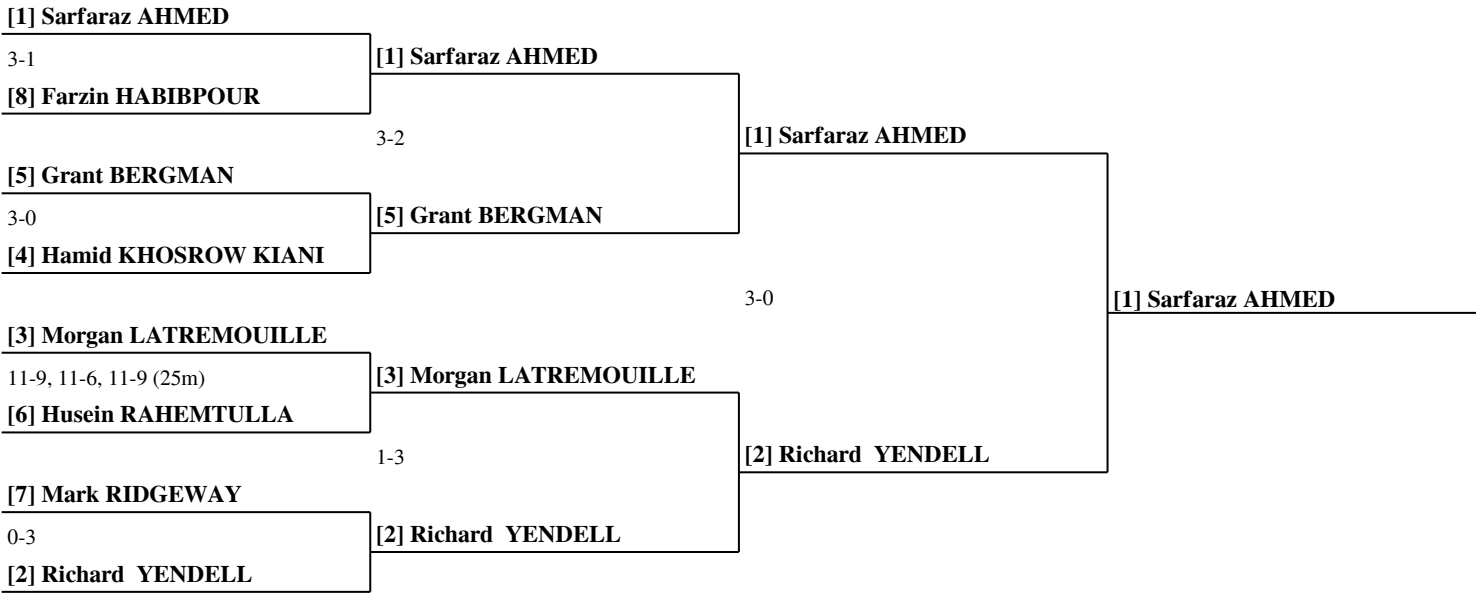 [1] Sarfaraz AHMED
3-1
[1] Sarfaraz AHMED
[8] Farzin HABIBPOUR
3-2
[1] Sarfaraz AHMED
[5] Grant BERGMAN
3-0
[5] Grant BERGMAN
[4] Hamid KHOSROW KIANI
3-0
[1] Sarfaraz AHMED
[3] Morgan LATREMOUILLE
11-9, 11-6, 11-9 (25m)
[3] Morgan LATREMOUILLE
[6] Husein RAHEMTULLA
1-3
[2] Richard  YENDELL
[7] Mark RIDGEWAY
0-3
[2] Richard  YENDELL
[2] Richard  YENDELL